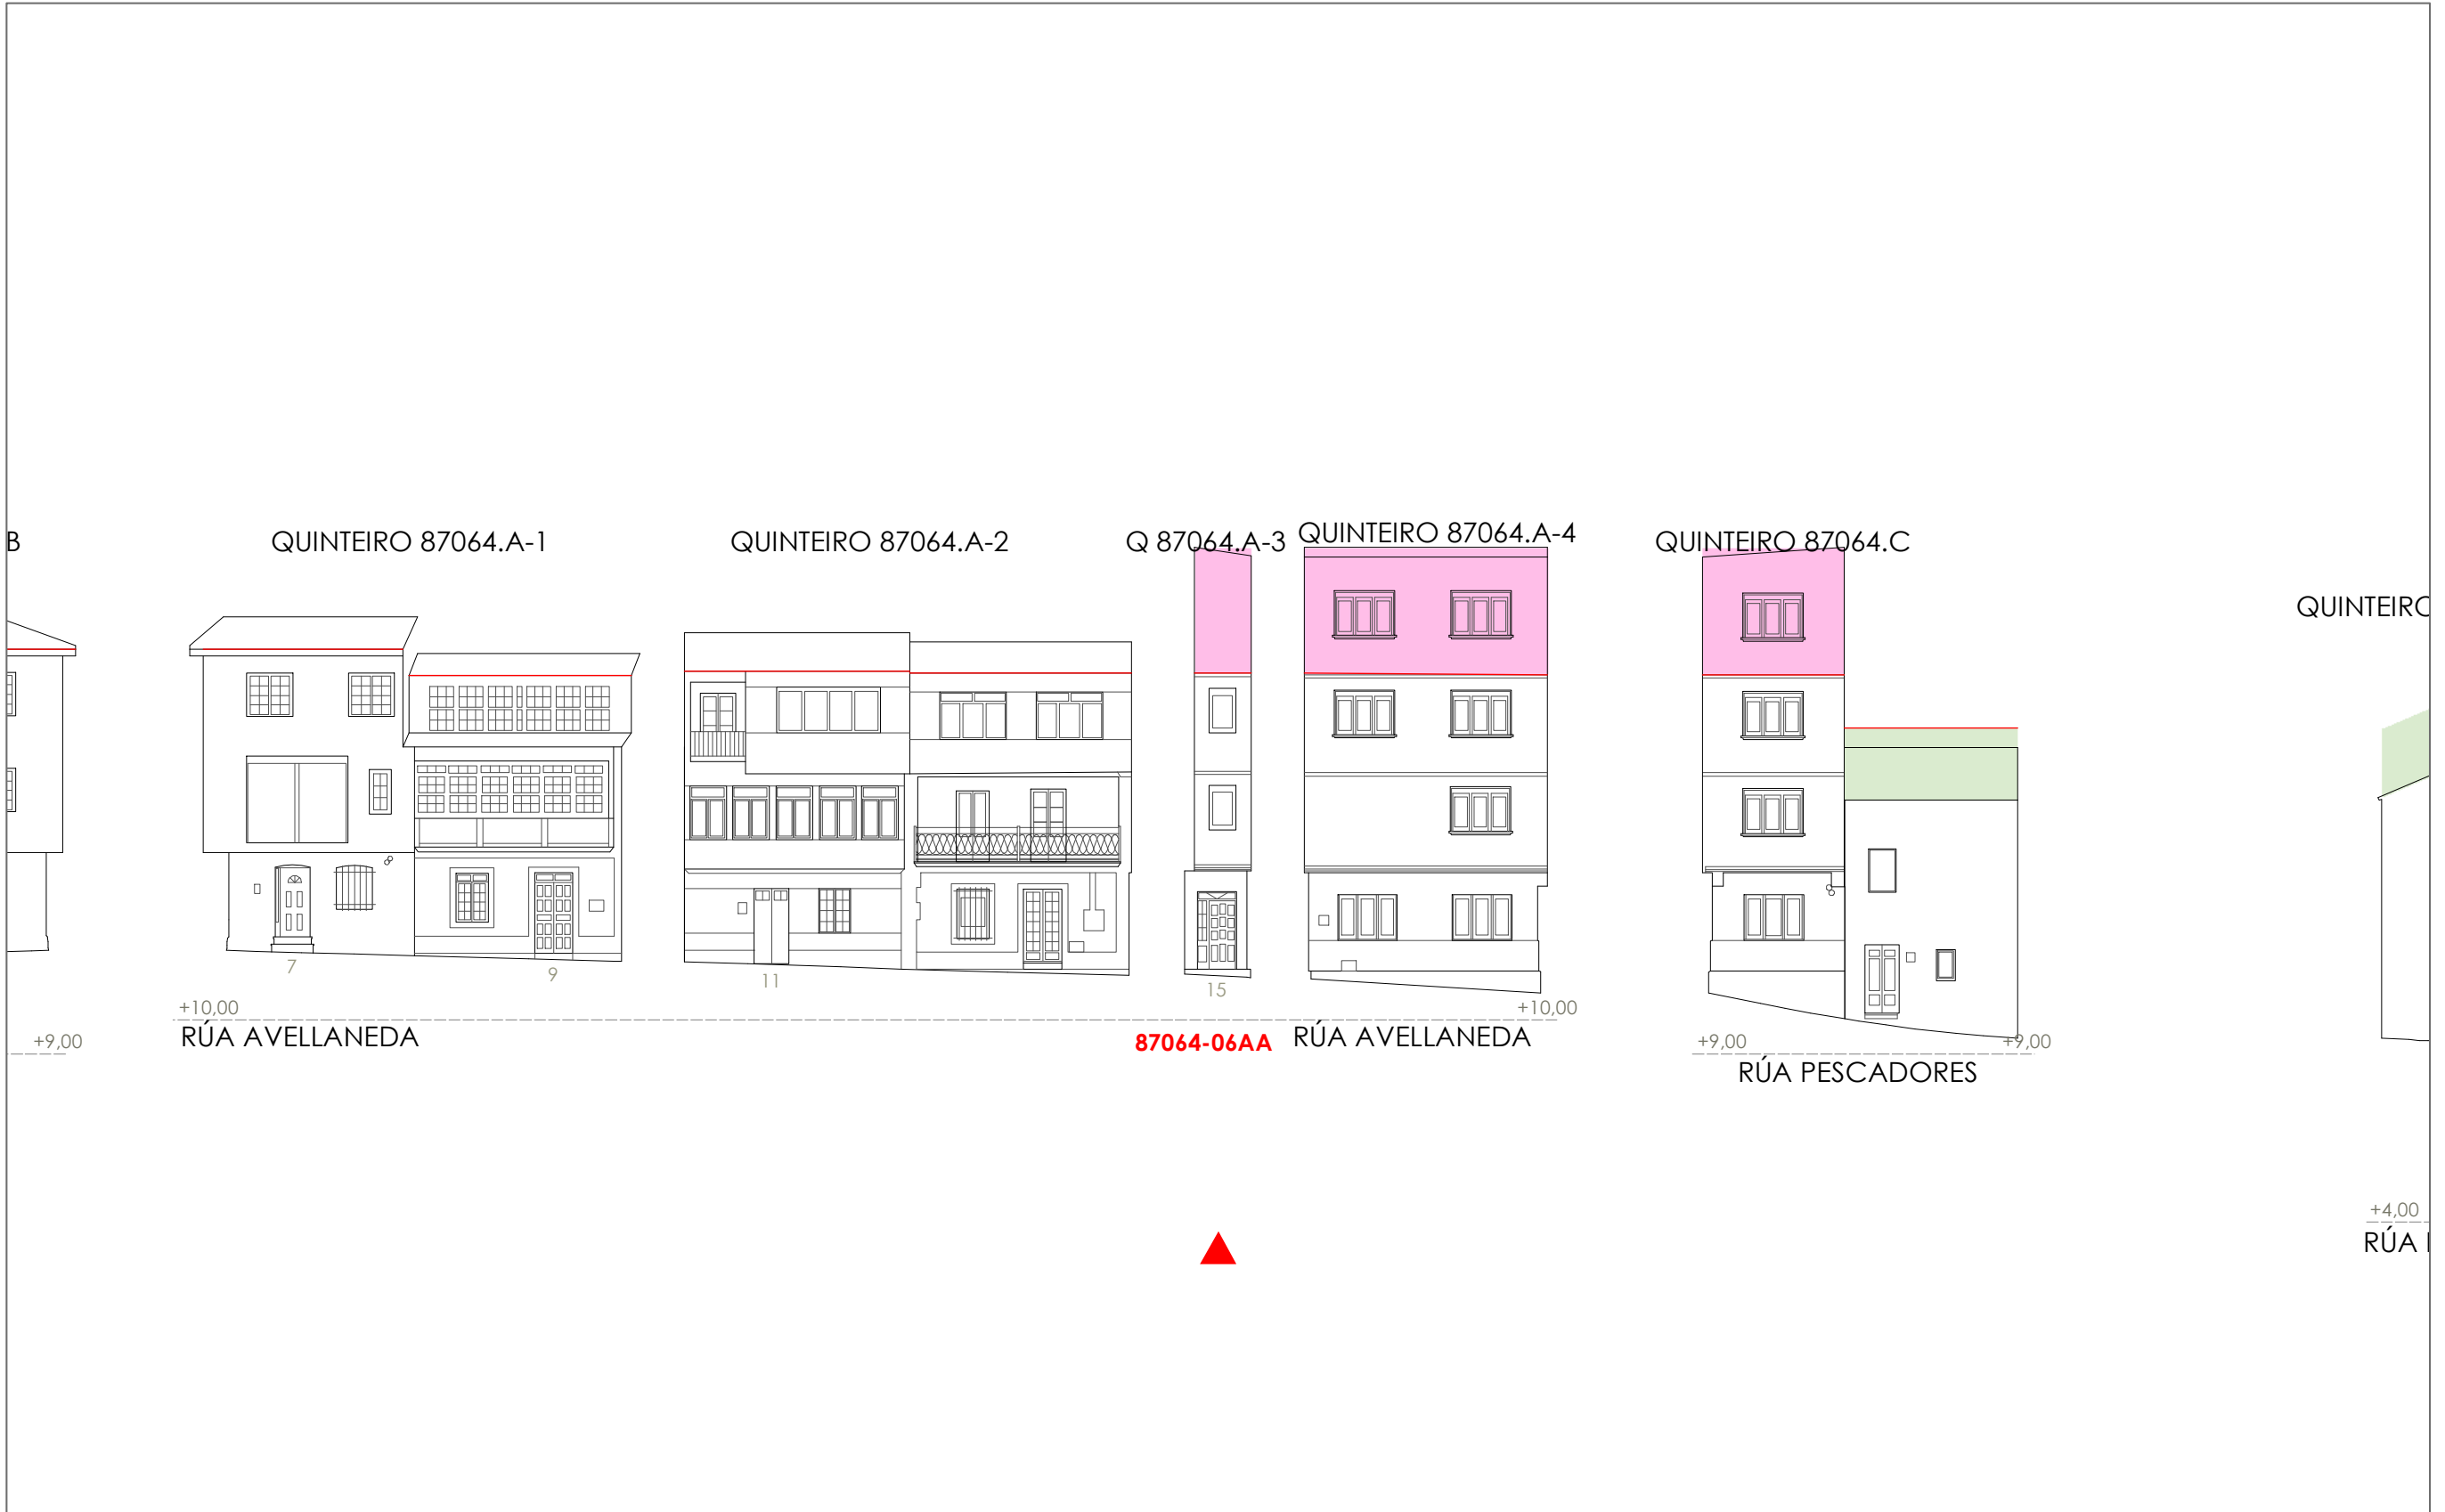 B
QUINTEIRO 87064.A-1
QUINTEIRO 87064.A-2
Q 87064.A-3
QUINTEIRO 87064.A-4
QUINTEIRO 87064.C
QUINTEIRO
7
9
11
15
+10,00
+10,00
RÚA AVELLANEDA
87064-06AA
RÚA AVELLANEDA
+9,00
+9,00
+9,00
RÚA PESCADORES
+4,00
RÚA